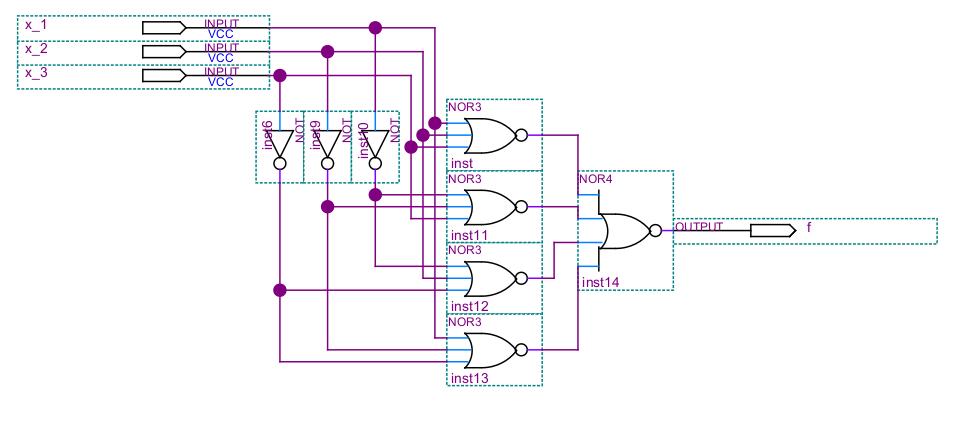 x_1 INPUT
VCC
x_2 INPUT
VCC
x_3 INPUT
VCC
inst6 NOT
inst9 NOT
inst10 NOT
NOR3
inst
NOR3
inst11
NOR3
inst12
NOR3
inst13
NOR4
inst14
OUTPUT f